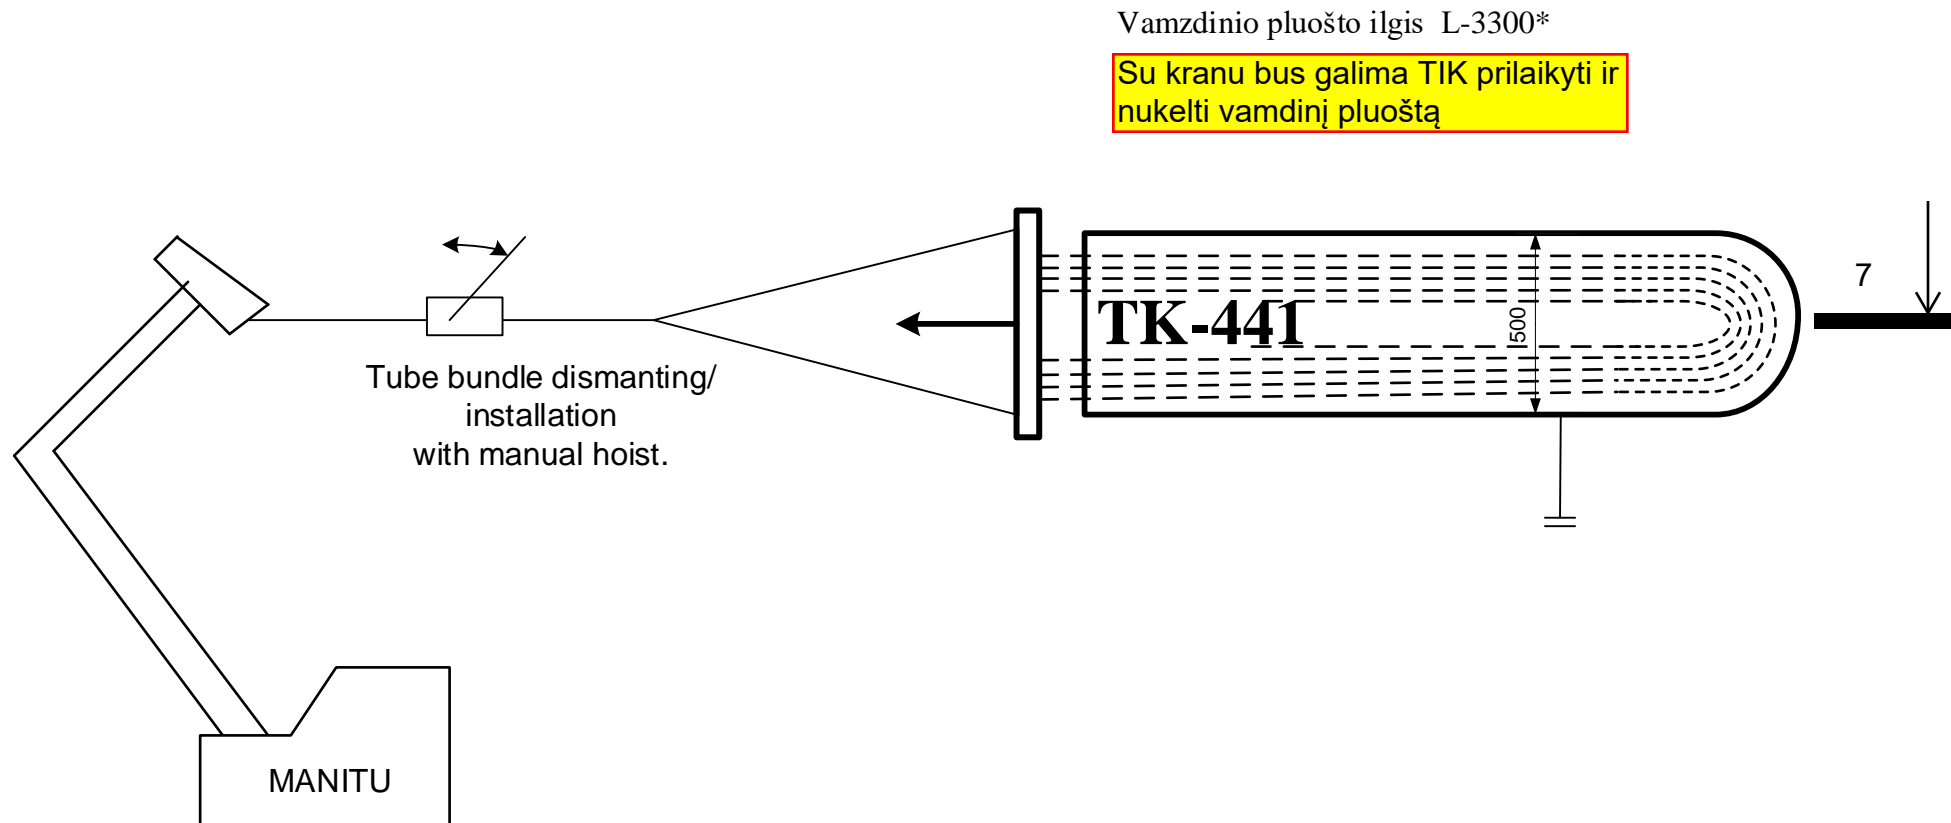 Vamzdinio pluošto ilgis L-3300*
Su kranu bus galima TIK prilaikyti ir
nukelti vamdinį pluoštą
7
TK-441
500
Tube bundle dismanting/
installation
with manual hoist.
MANITU